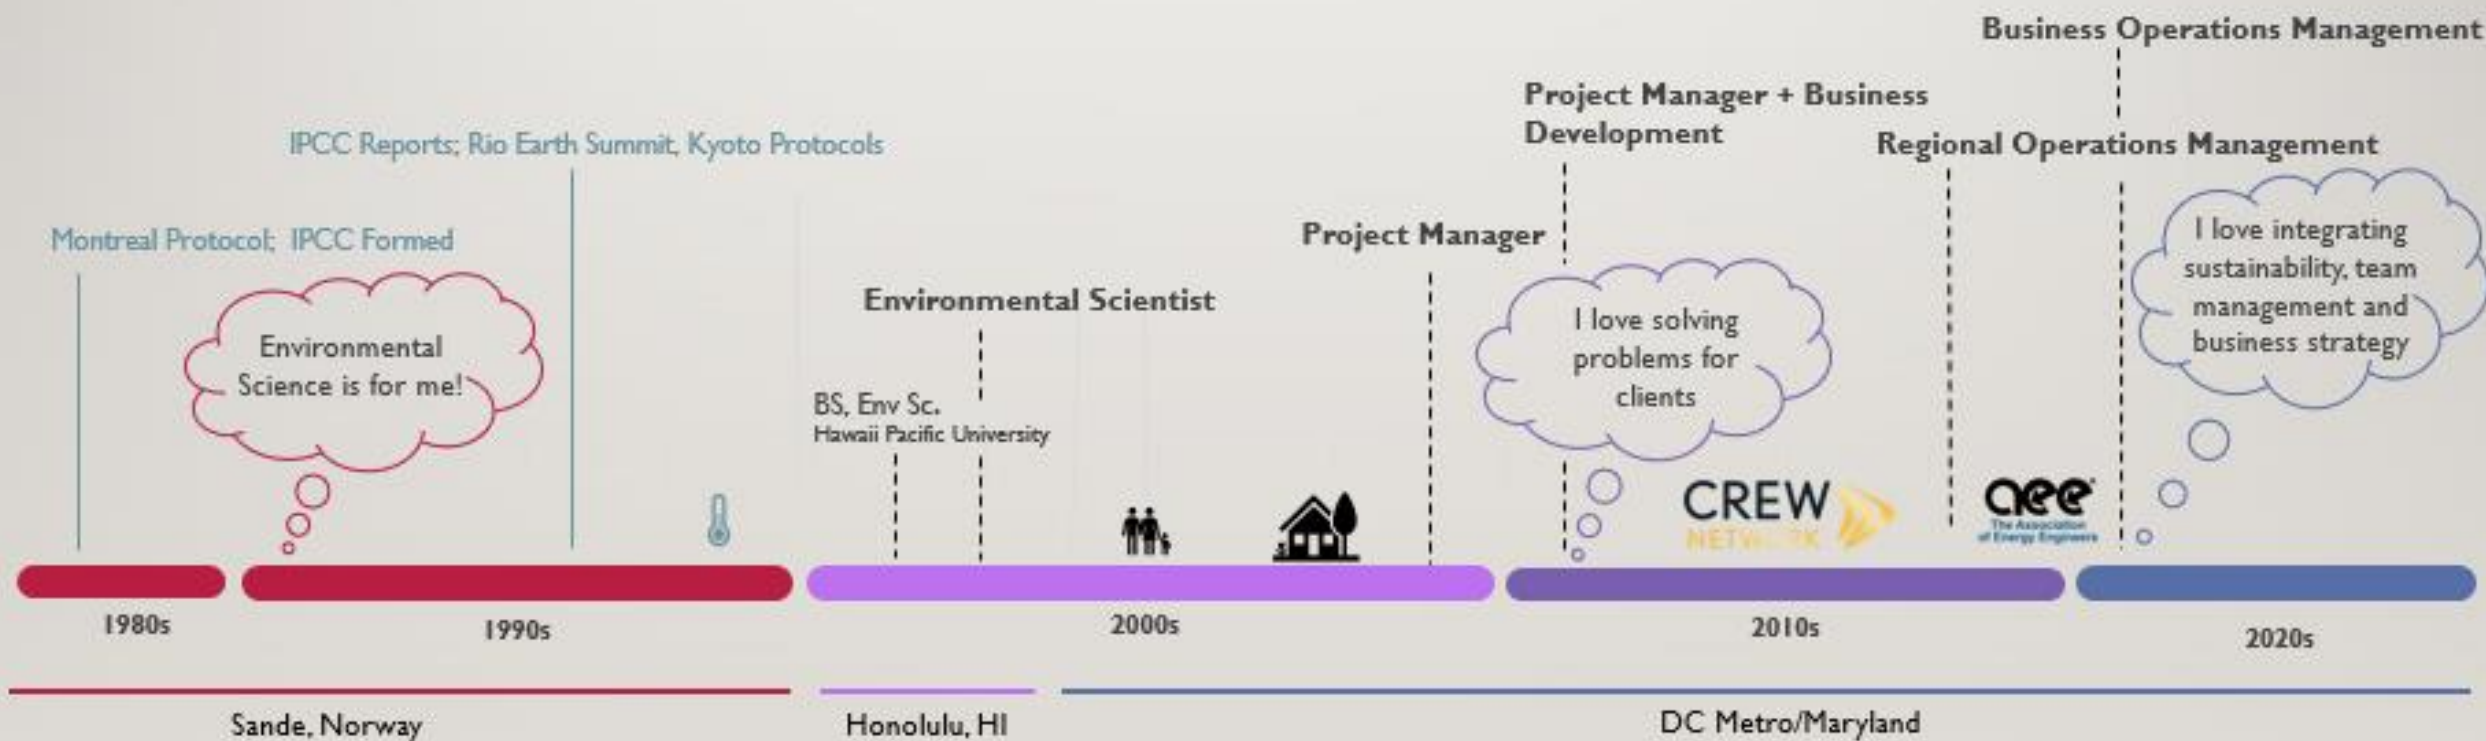 Business Operations Management
Project Manager + Business
Development
IPCC Reports; Rio Earth Summit, Kyoto Protocols
Regional Operations Management
Montreal Protocol;  IPCC Formed
Project Manager
I love integrating
sustainability, team
management and
business strategy
Environmental Scientist
I love solving
problems for
clients
Environmental
Science is for me!
BS, Env Sc.
Hawaii Pacific University
CREW
NETWORK
aee
The Association
of Energy Engineers
1980s
1990s
2000s
2010s
2020s
Sande, Norway
Honolulu, HI
DC Metro/Maryland